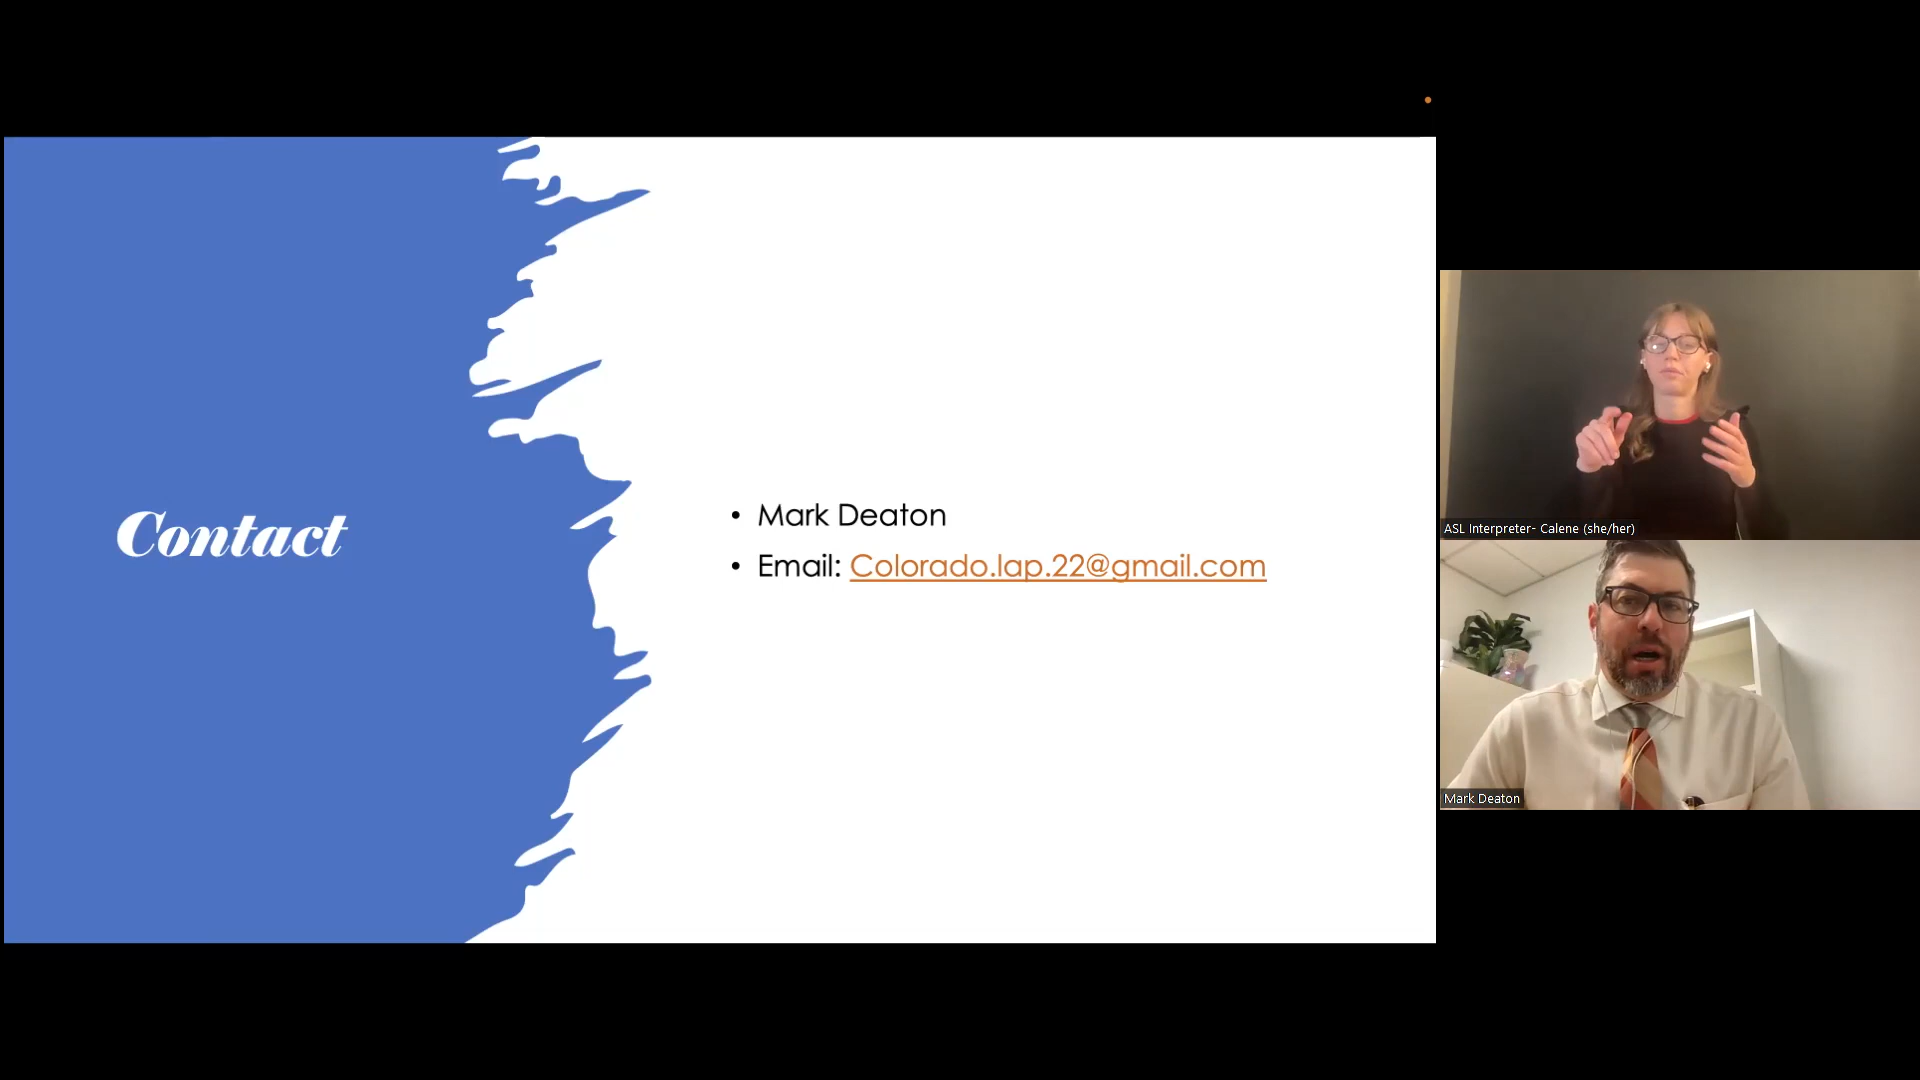 Contact
• Mark Deaton
• Email: Colorado.lap.22@gmail.com
ASL Interpreter- Calene (she/her)
Mark Deaton